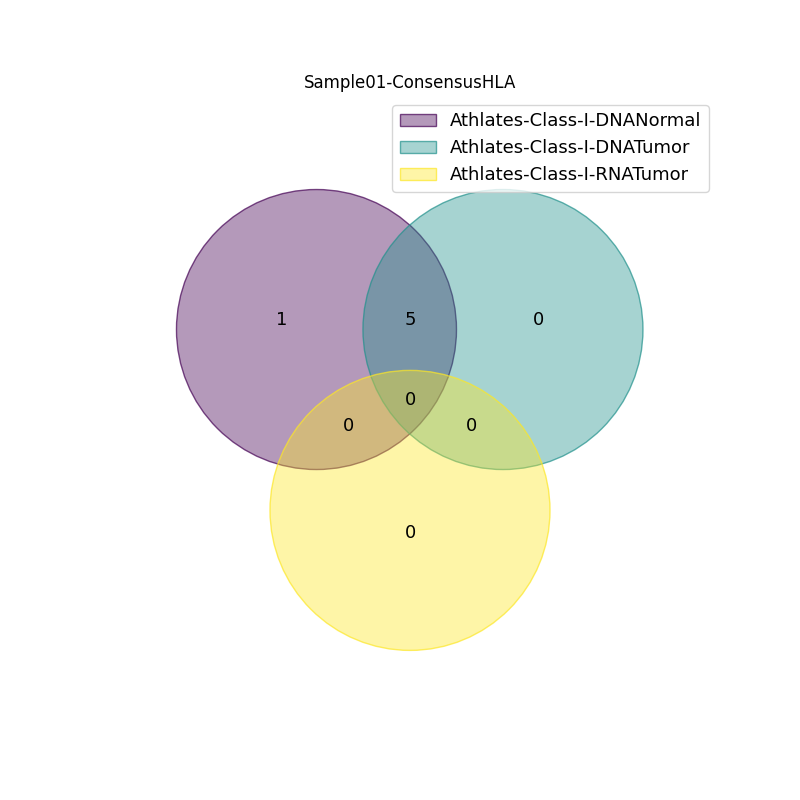 Sample01-ConsensusHLA
Athlates-Class-I-DNANormal
Athlates-Class-I-DNATumor
Athlates-Class-I-RNATumor
1
5
0
0
0
0
0